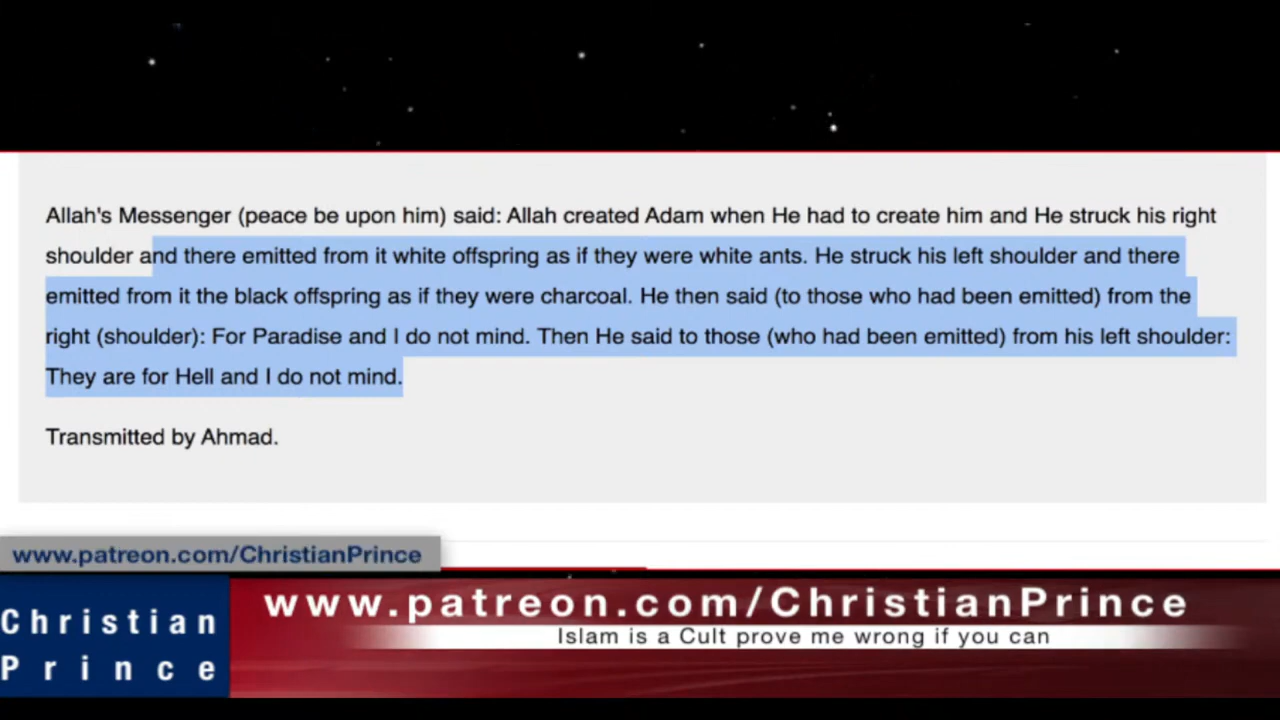 Allah's Messenger (peace be upon him) said: Allah created Adam when He had to create him and He struck his right
shoulder and there emitted from it white offspring as if they were white ants. He struck his left shoulder and there
emitted from it the black offspring as if they were charcoal. He then said (to those who had been emitted) from the
right (shoulder): For Paradise and I do not mind. Then He said to those (who had been emitted) from his left shoulder:
They are for Hell and I do not mind.
Transmitted by Ahmad.
www.patreon.com/ChristianPrince
Christian
Prince
www.patreon.com/ChristianPrince
Islam is a Cult prove me wrong if you can